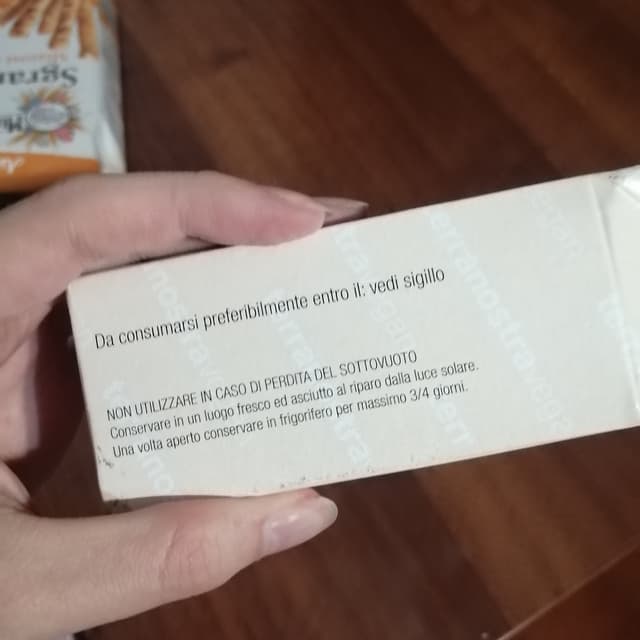 Sgran
Da consumarsi preferibilmente entro il: vedi sigillo
NON UTILIZZARE IN CASO DI PERDITA DEL SOTTOVUOTO
Conservare in un luogo fresco ed asciutto al riparo dalla luce solare.
Una volta aperto conservare in frigorifero per massimo 3/4 giorni.
terranostravegan